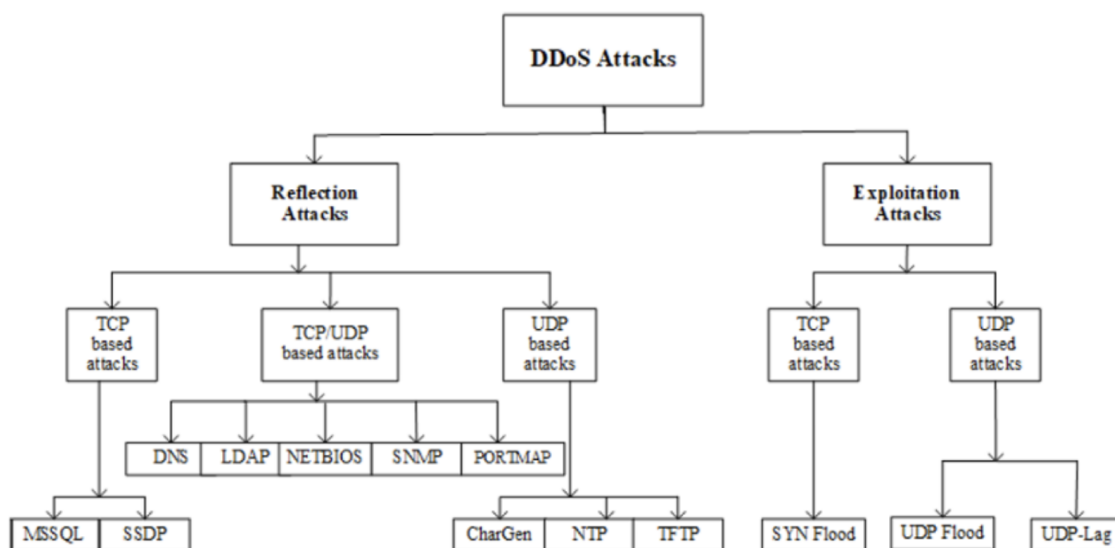 DDoS Attacks
Reflection
Attacks
Exploitation
Attacks
TCP
based
attacks
TCP/UDP
based attacks
UDP
based
attacks
TCP
based
attacks
UDP
based
attacks
DNS
LDAP
NETBIOS
SNMP
PORTMAP
MSSQL
SSDP
CharGen
NTP
TFTP
SYN Flood
UDP Flood
UDP-Lag